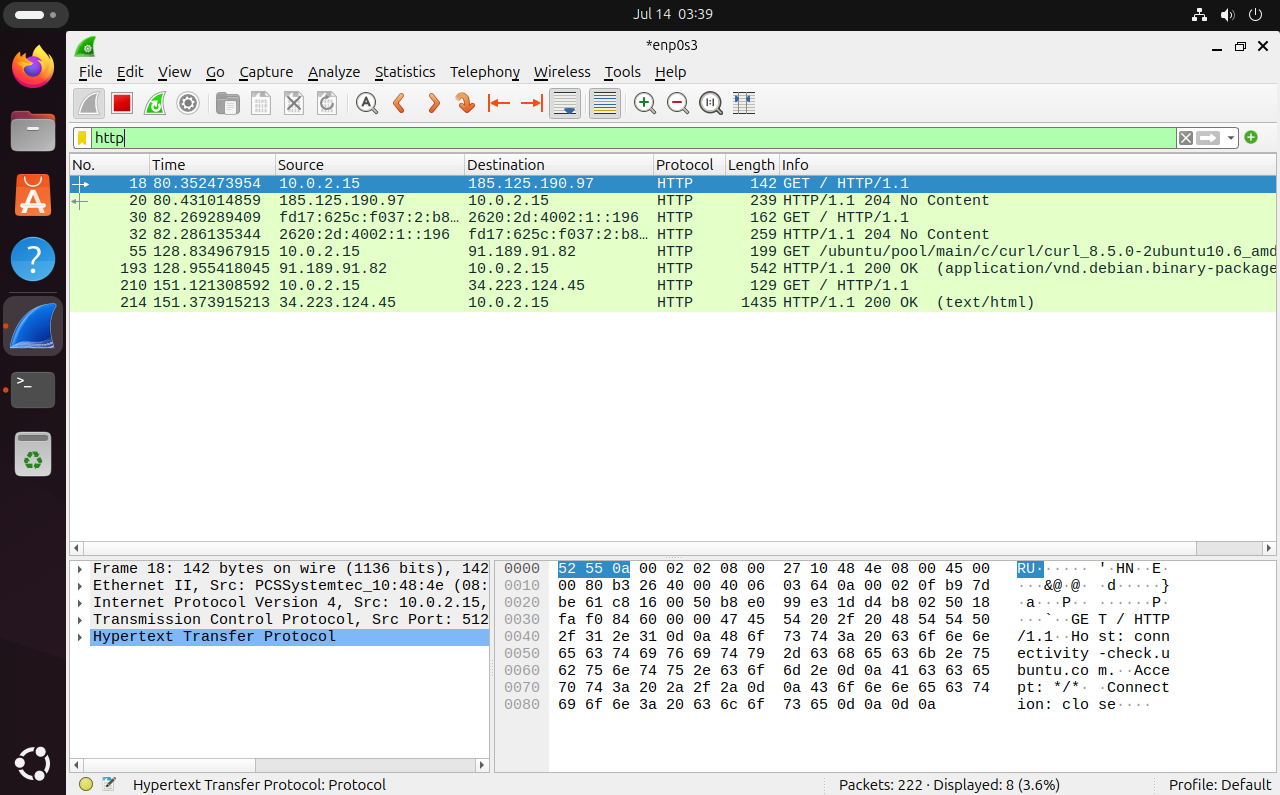 Jul 14 03:39
*enp0s3
File Edit View Go Capture Analyze Statistics Telephony Wireless Tools Help
http
No. Time Source Destination Protocol Length Info
18 80.352473954 10.0.2.15 185.125.190.97 HTTP 142 GET / HTTP/1.1
20 80.431014859 185.125.190.97 10.0.2.15 HTTP 239 HTTP/1.1 204 No Content
30 82.269289409 fd17:625c:f037:2:b8… 2620:2d:4002:1::196 HTTP 162 GET / HTTP/1.1
32 82.286135344 2620:2d:4002:1::196 fd17:625c:f037:2:b8… HTTP 259 HTTP/1.1 204 No Content
55 128.834967915 10.0.2.15 91.189.91.82 HTTP 199 GET /ubuntu/pool/main/c/curl/curl_8.5.0-2ubuntu10.6_amd
193 128.955418045 91.189.91.82 10.0.2.15 HTTP 542 HTTP/1.1 200 OK (application/vnd.debian.binary-package
210 151.121308592 10.0.2.15 34.223.124.45 HTTP 129 GET / HTTP/1.1
214 151.373915213 34.223.124.45 10.0.2.15 HTTP 1435 HTTP/1.1 200 OK (text/html)
Frame 18: 142 bytes on wire (1136 bits), 142
Ethernet II, Src: PCSSystemtec_10:48:4e (08:
Internet Protocol Version 4, Src: 10.0.2.15,
Transmission Control Protocol, Src Port: 512
Hypertext Transfer Protocol
0000 52 55 0a 00 02 02 08 00 27 10 48 4e 08 00 45 00 RU······ '·HN··E·
0010 00 80 b3 26 40 00 40 06 03 64 0a 00 02 0f b9 7d ···&@·@· ·d·····}
0020 be 61 c8 16 00 50 b8 e0 99 e3 1d d4 b8 02 50 18 ·a···P·· ······P·
0030 fa f0 84 60 00 00 47 45 54 20 2f 20 48 54 54 50 ···`··GE T / HTTP
0040 2f 31 2e 31 0d 0a 48 6f 73 74 3a 20 63 6f 6e 6e /1.1··Ho st: conn
0050 65 63 74 69 76 69 74 79 2d 63 68 65 63 6b 2e 75 ectivity -check.u
0060 62 75 6e 74 75 2e 63 6f 6d 2e 0d 0a 41 63 63 65 buntu.co m.··Acce
0070 70 74 3a 20 2a 2f 2a 0d 0a 43 6f 6e 6e 65 63 74 pt: */*· ·Connect
0080 69 6f 6e 3a 20 63 6c 6f 73 65 0d 0a 0d 0a ion: clo se····
Hypertext Transfer Protocol: Protocol
Packets: 222 · Displayed: 8 (3.6%)
Profile: Default